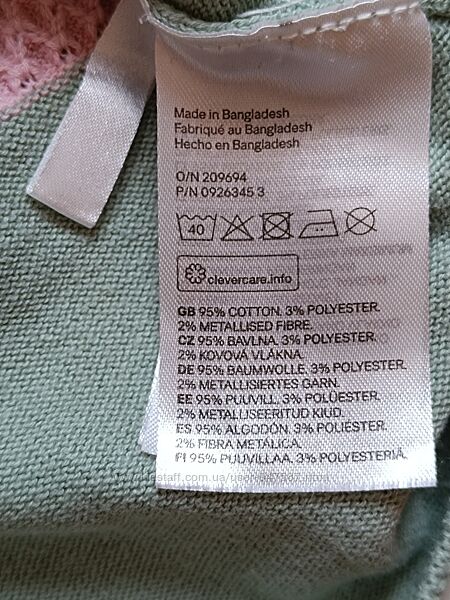 Made in Bangladesh
Fabriqué au Bangladesh
Hecho en Bangladesh
O/N 209694
P/N 0926345 3
40
clevercare.info
GB 95% COTTON. 3% POLYESTER.
2% METALLISED FIBRE.
CZ 95% BAVLNA. 3% POLYESTER.
2% KOVOVÁ VLÁKNA.
DE 95% BAUMWOLLE. 3% POLYESTER.
2% METALLISIERTES GARN.
EE 95% PUUVILL. 3% POLÜESTER.
2% METALLISEERITUD KIUD.
ES 95% ALGODÓN. 3% POLIÉSTER.
2% FIBRA METÁLICA.
FI 95% PUUVILLAA. 3% POLYESTERIÄ.